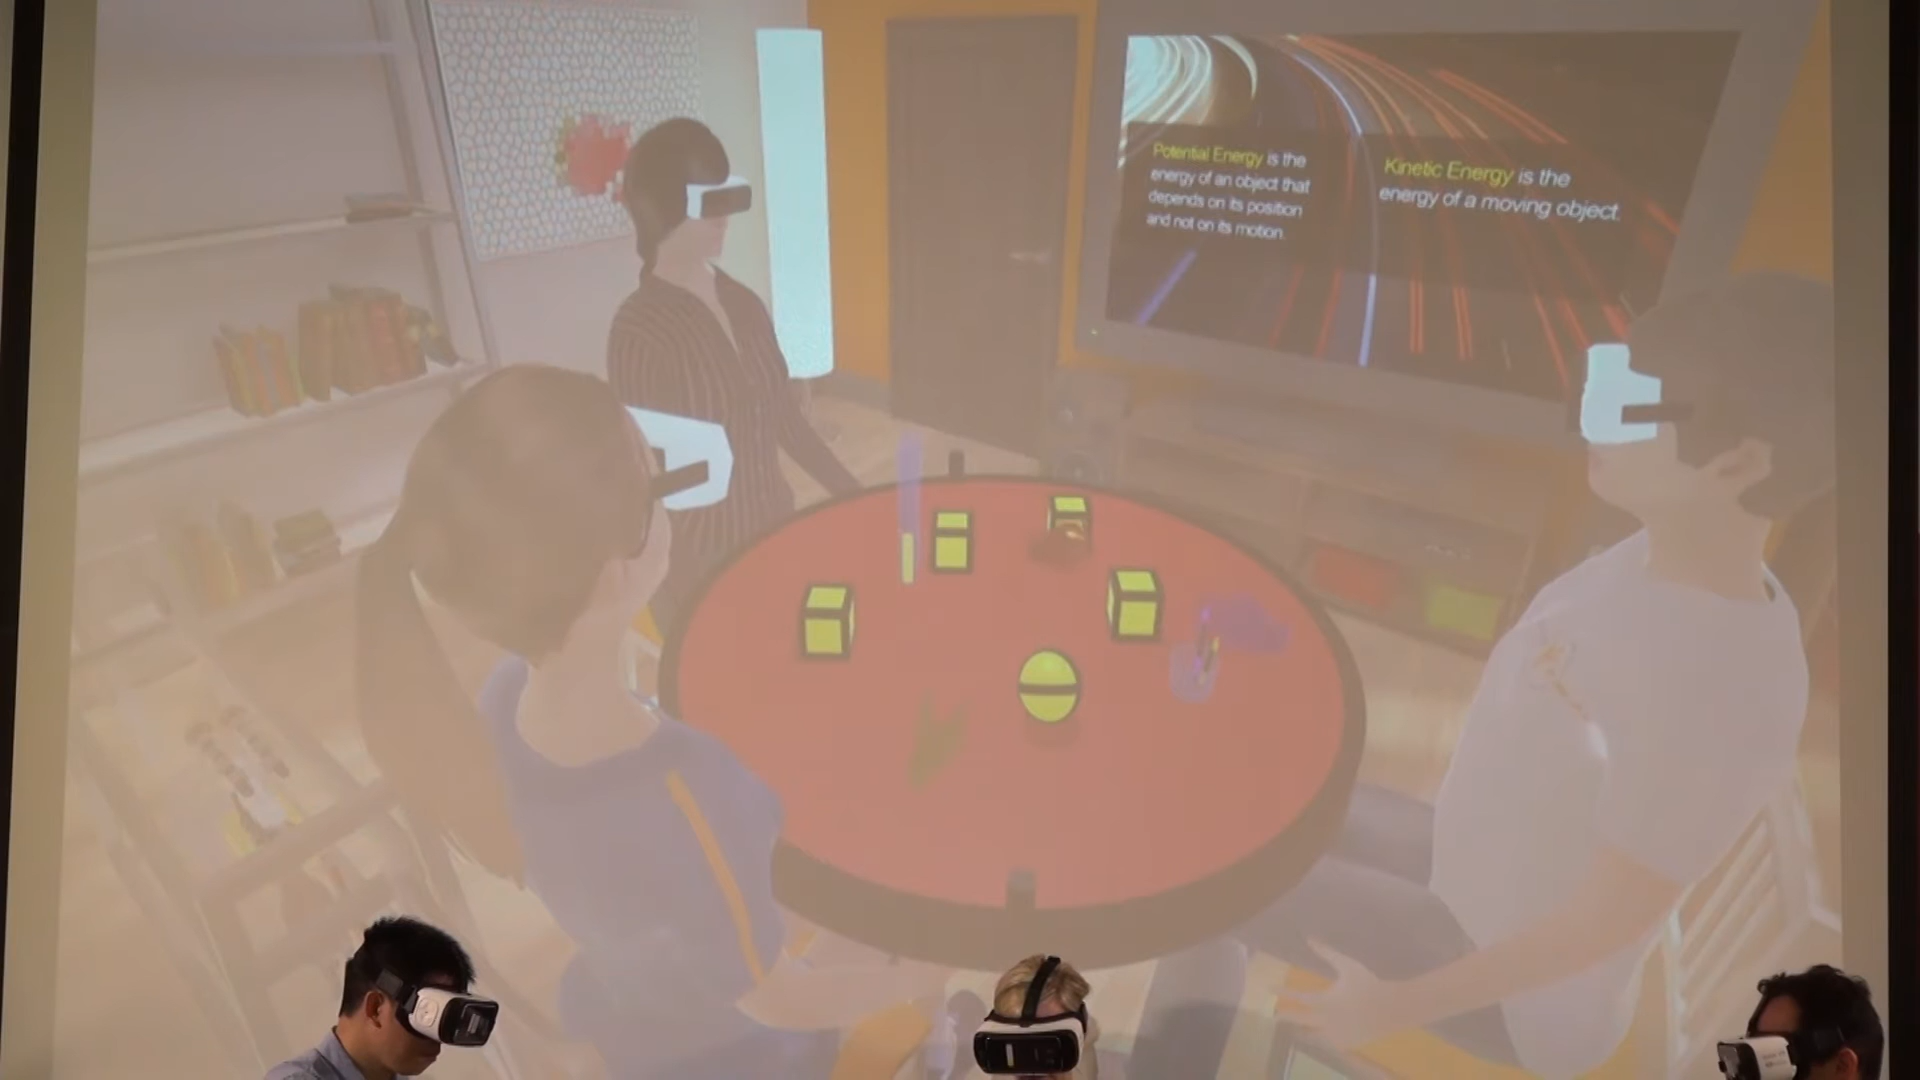 Potential Energy is the
energy of an object that
depends on its position
and not on its motion.
Kinetic Energy is the
energy of a moving object.